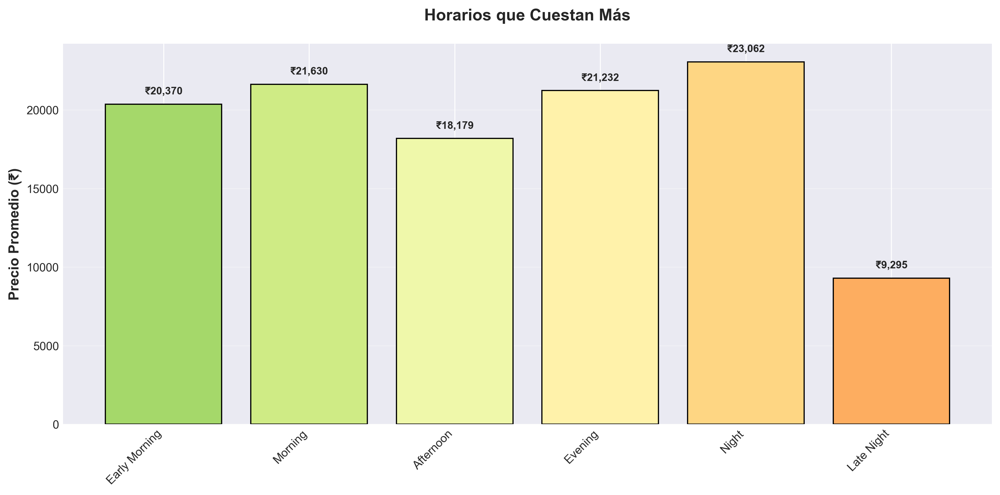 Horarios que Cuestan Más
Precio Promedio (₹)
20000
15000
10000
5000
0
₹20,370
₹21,630
₹18,179
₹21,232
₹23,062
₹9,295
Early Morning
Morning
Afternoon
Evening
Night
Late Night